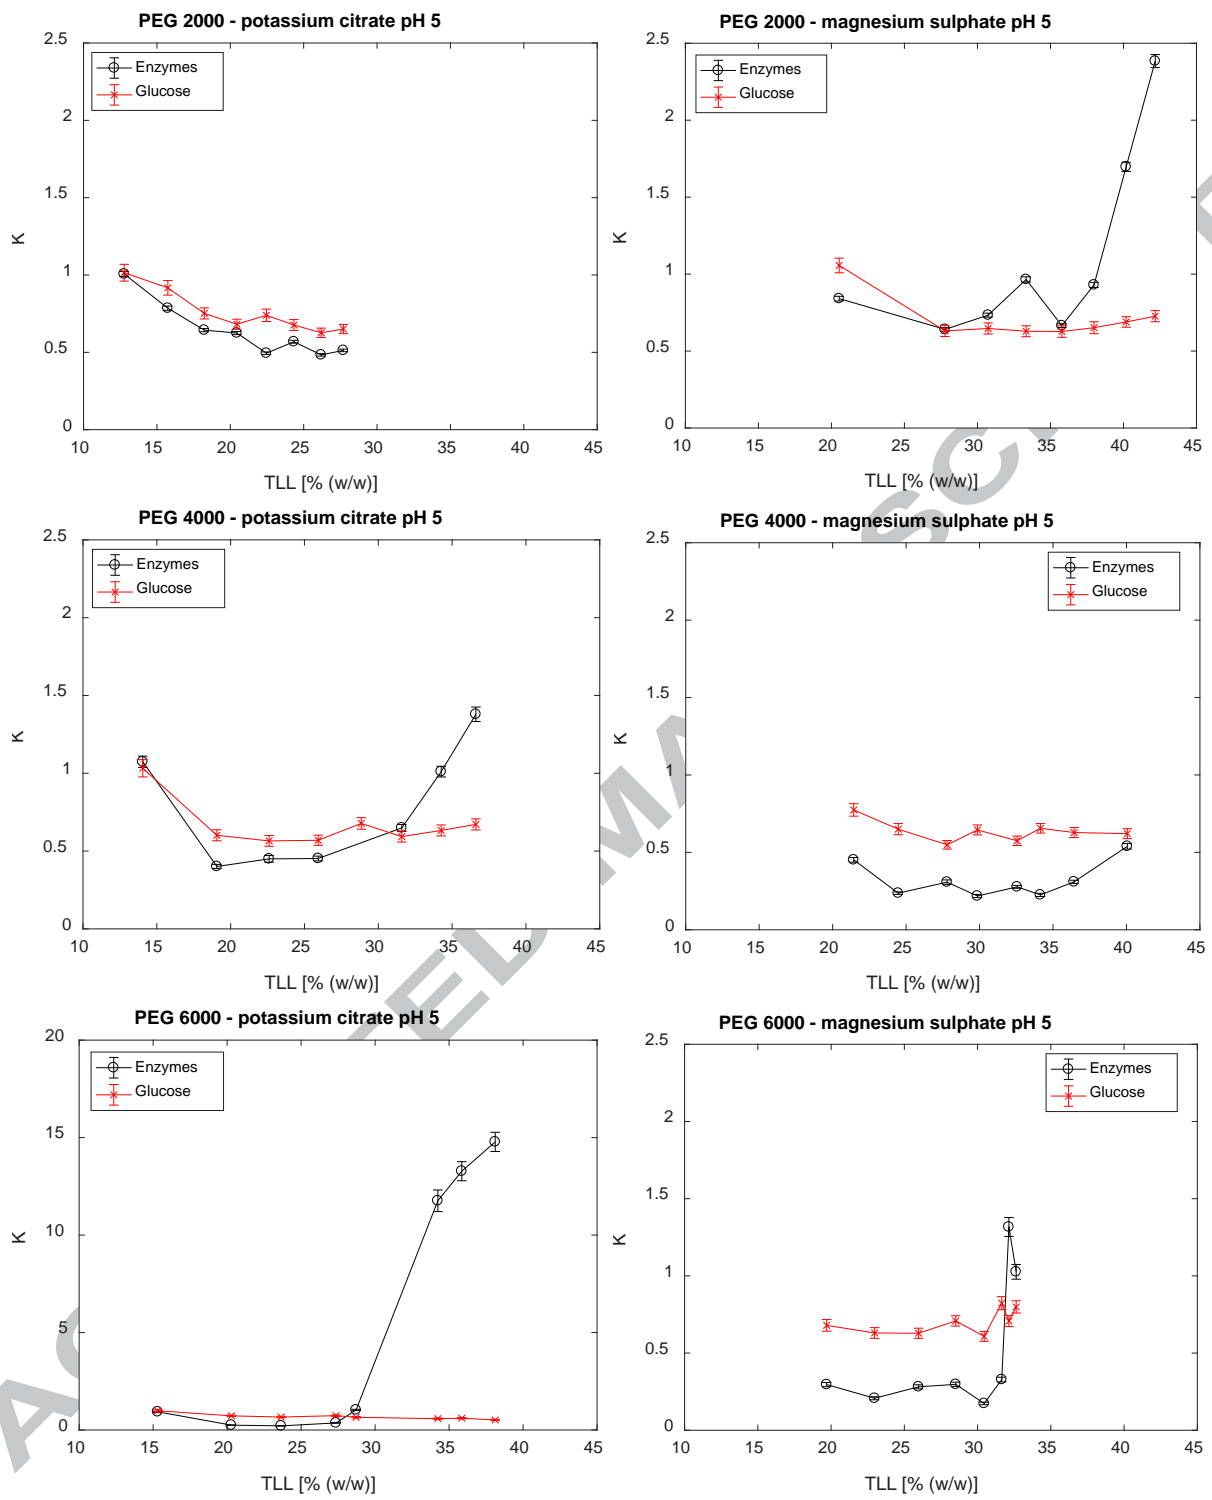 PEG 2000 - potassium citrate pH 5
2.5
2
1.5
1
0.5
0
K
Enzymes
Glucose
10 15 20 25 30 35 40 45
TLL [% (w/w)]
PEG 2000 - magnesium sulphate pH 5
2.5
2
1.5
1
0.5
0
K
Enzymes
Glucose
10 15 20 25 30 35 40 45
TLL [% (w/w)]
PEG 4000 - potassium citrate pH 5
2.5
2
1.5
1
0.5
0
K
Enzymes
Glucose
10 15 20 25 30 35 40 45
TLL [% (w/w)]
PEG 4000 - magnesium sulphate pH 5
2.5
2
1.5
1
0.5
0
K
Enzymes
Glucose
10 15 20 25 30 35 40 45
TLL [% (w/w)]
PEG 6000 - potassium citrate pH 5
20
15
10
5
0
K
Enzymes
Glucose
10 15 20 25 30 35 40 45
TLL [% (w/w)]
PEG 6000 - magnesium sulphate pH 5
2.5
2
1.5
1
0.5
0
K
Enzymes
Glucose
10 15 20 25 30 35 40 45
TLL [% (w/w)]